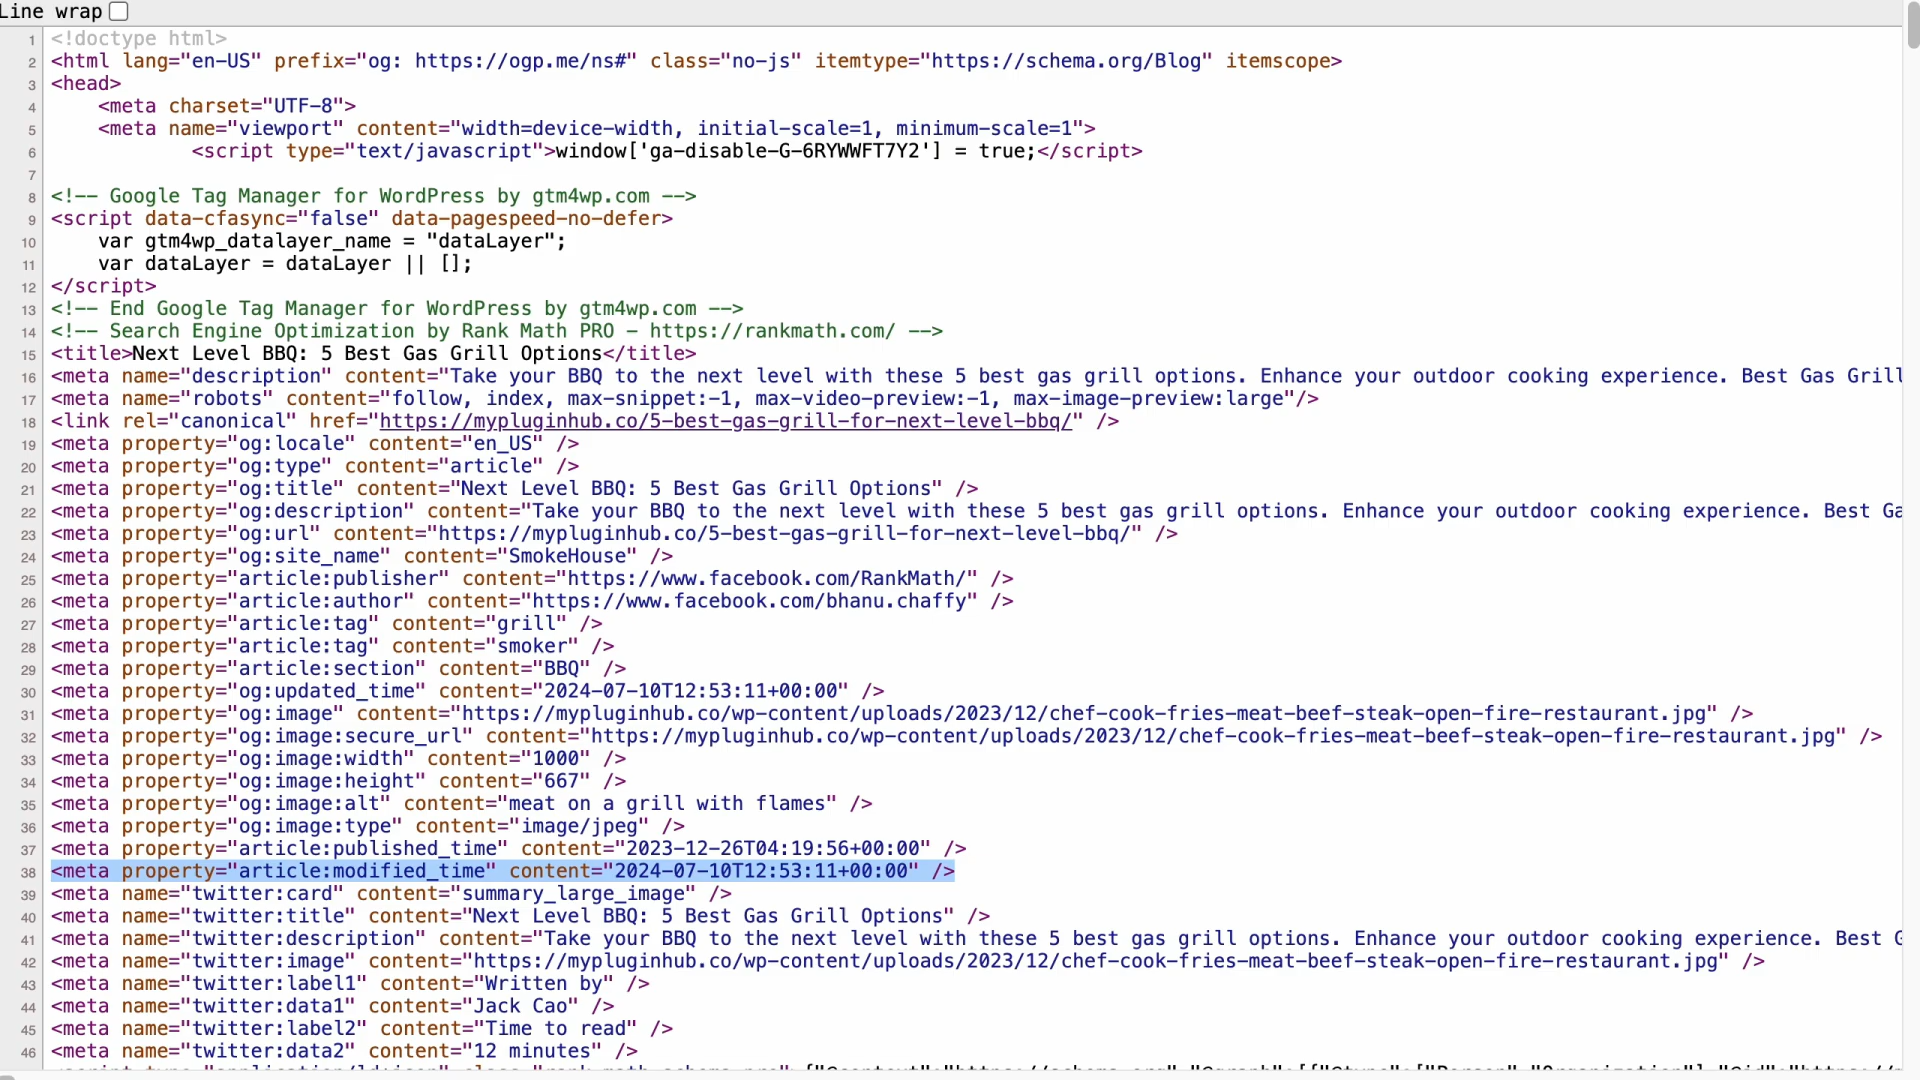 Line wrap
1 <!doctype html>
2 <html lang="en-US" prefix="og: https://ogp.me/ns#" class="no-js" itemtype="https://schema.org/Blog" itemscope>
3 <head>
4 <meta charset="UTF-8">
5 <meta name="viewport" content="width=device-width, initial-scale=1, minimum-scale=1">
6 <script type="text/javascript">window['ga-disable-G-6RYWWFT7Y2'] = true;</script>
7
8 <!-- Google Tag Manager for WordPress by gtm4wp.com -->
9 <script data-cfasync="false" data-pagespeed-no-defer>
10 var gtm4wp_datalayer_name = "dataLayer";
11 var dataLayer = dataLayer || [];
12 </script>
13 <!-- End Google Tag Manager for WordPress by gtm4wp.com -->
14 <!-- Search Engine Optimization by Rank Math PRO - https://rankmath.com/ -->
15 <title>Next Level BBQ: 5 Best Gas Grill Options</title>
16 <meta name="description" content="Take your BBQ to the next level with these 5 best gas grill options. Enhance your outdoor cooking experience. Best Gas Grill
17 <meta name="robots" content="follow, index, max-snippet:-1, max-video-preview:-1, max-image-preview:large"/>
18 <link rel="canonical" href="https://mypluginhub.co/5-best-gas-grill-for-next-level-bbq/" />
19 <meta property="og:locale" content="en_US" />
20 <meta property="og:type" content="article" />
21 <meta property="og:title" content="Next Level BBQ: 5 Best Gas Grill Options" />
22 <meta property="og:description" content="Take your BBQ to the next level with these 5 best gas grill options. Enhance your outdoor cooking experience. Best Ga
23 <meta property="og:url" content="https://mypluginhub.co/5-best-gas-grill-for-next-level-bbq/" />
24 <meta property="og:site_name" content="SmokeHouse" />
25 <meta property="article:publisher" content="https://www.facebook.com/RankMath/" />
26 <meta property="article:author" content="https://www.facebook.com/bhanu.chaffy" />
27 <meta property="article:tag" content="grill" />
28 <meta property="article:tag" content="smoker" />
29 <meta property="article:section" content="BBQ" />
30 <meta property="og:updated_time" content="2024-07-10T12:53:11+00:00" />
31 <meta property="og:image" content="https://mypluginhub.co/wp-content/uploads/2023/12/chef-cook-fries-meat-beef-steak-open-fire-restaurant.jpg" />
32 <meta property="og:image:secure_url" content="https://mypluginhub.co/wp-content/uploads/2023/12/chef-cook-fries-meat-beef-steak-open-fire-restaurant.jpg" />
33 <meta property="og:image:width" content="1000" />
34 <meta property="og:image:height" content="667" />
35 <meta property="og:image:alt" content="meat on a grill with flames" />
36 <meta property="og:image:type" content="image/jpeg" />
37 <meta property="article:published_time" content="2023-12-26T04:19:56+00:00" />
38 <meta property="article:modified_time" content="2024-07-10T12:53:11+00:00" />
39 <meta name="twitter:card" content="summary_large_image" />
40 <meta name="twitter:title" content="Next Level BBQ: 5 Best Gas Grill Options" />
41 <meta name="twitter:description" content="Take your BBQ to the next level with these 5 best gas grill options. Enhance your outdoor cooking experience. Best G
42 <meta name="twitter:image" content="https://mypluginhub.co/wp-content/uploads/2023/12/chef-cook-fries-meat-beef-steak-open-fire-restaurant.jpg" />
43 <meta name="twitter:label1" content="Written by" />
44 <meta name="twitter:data1" content="Jack Cao" />
45 <meta name="twitter:label2" content="Time to read" />
46 <meta name="twitter:data2" content="12 minutes" />